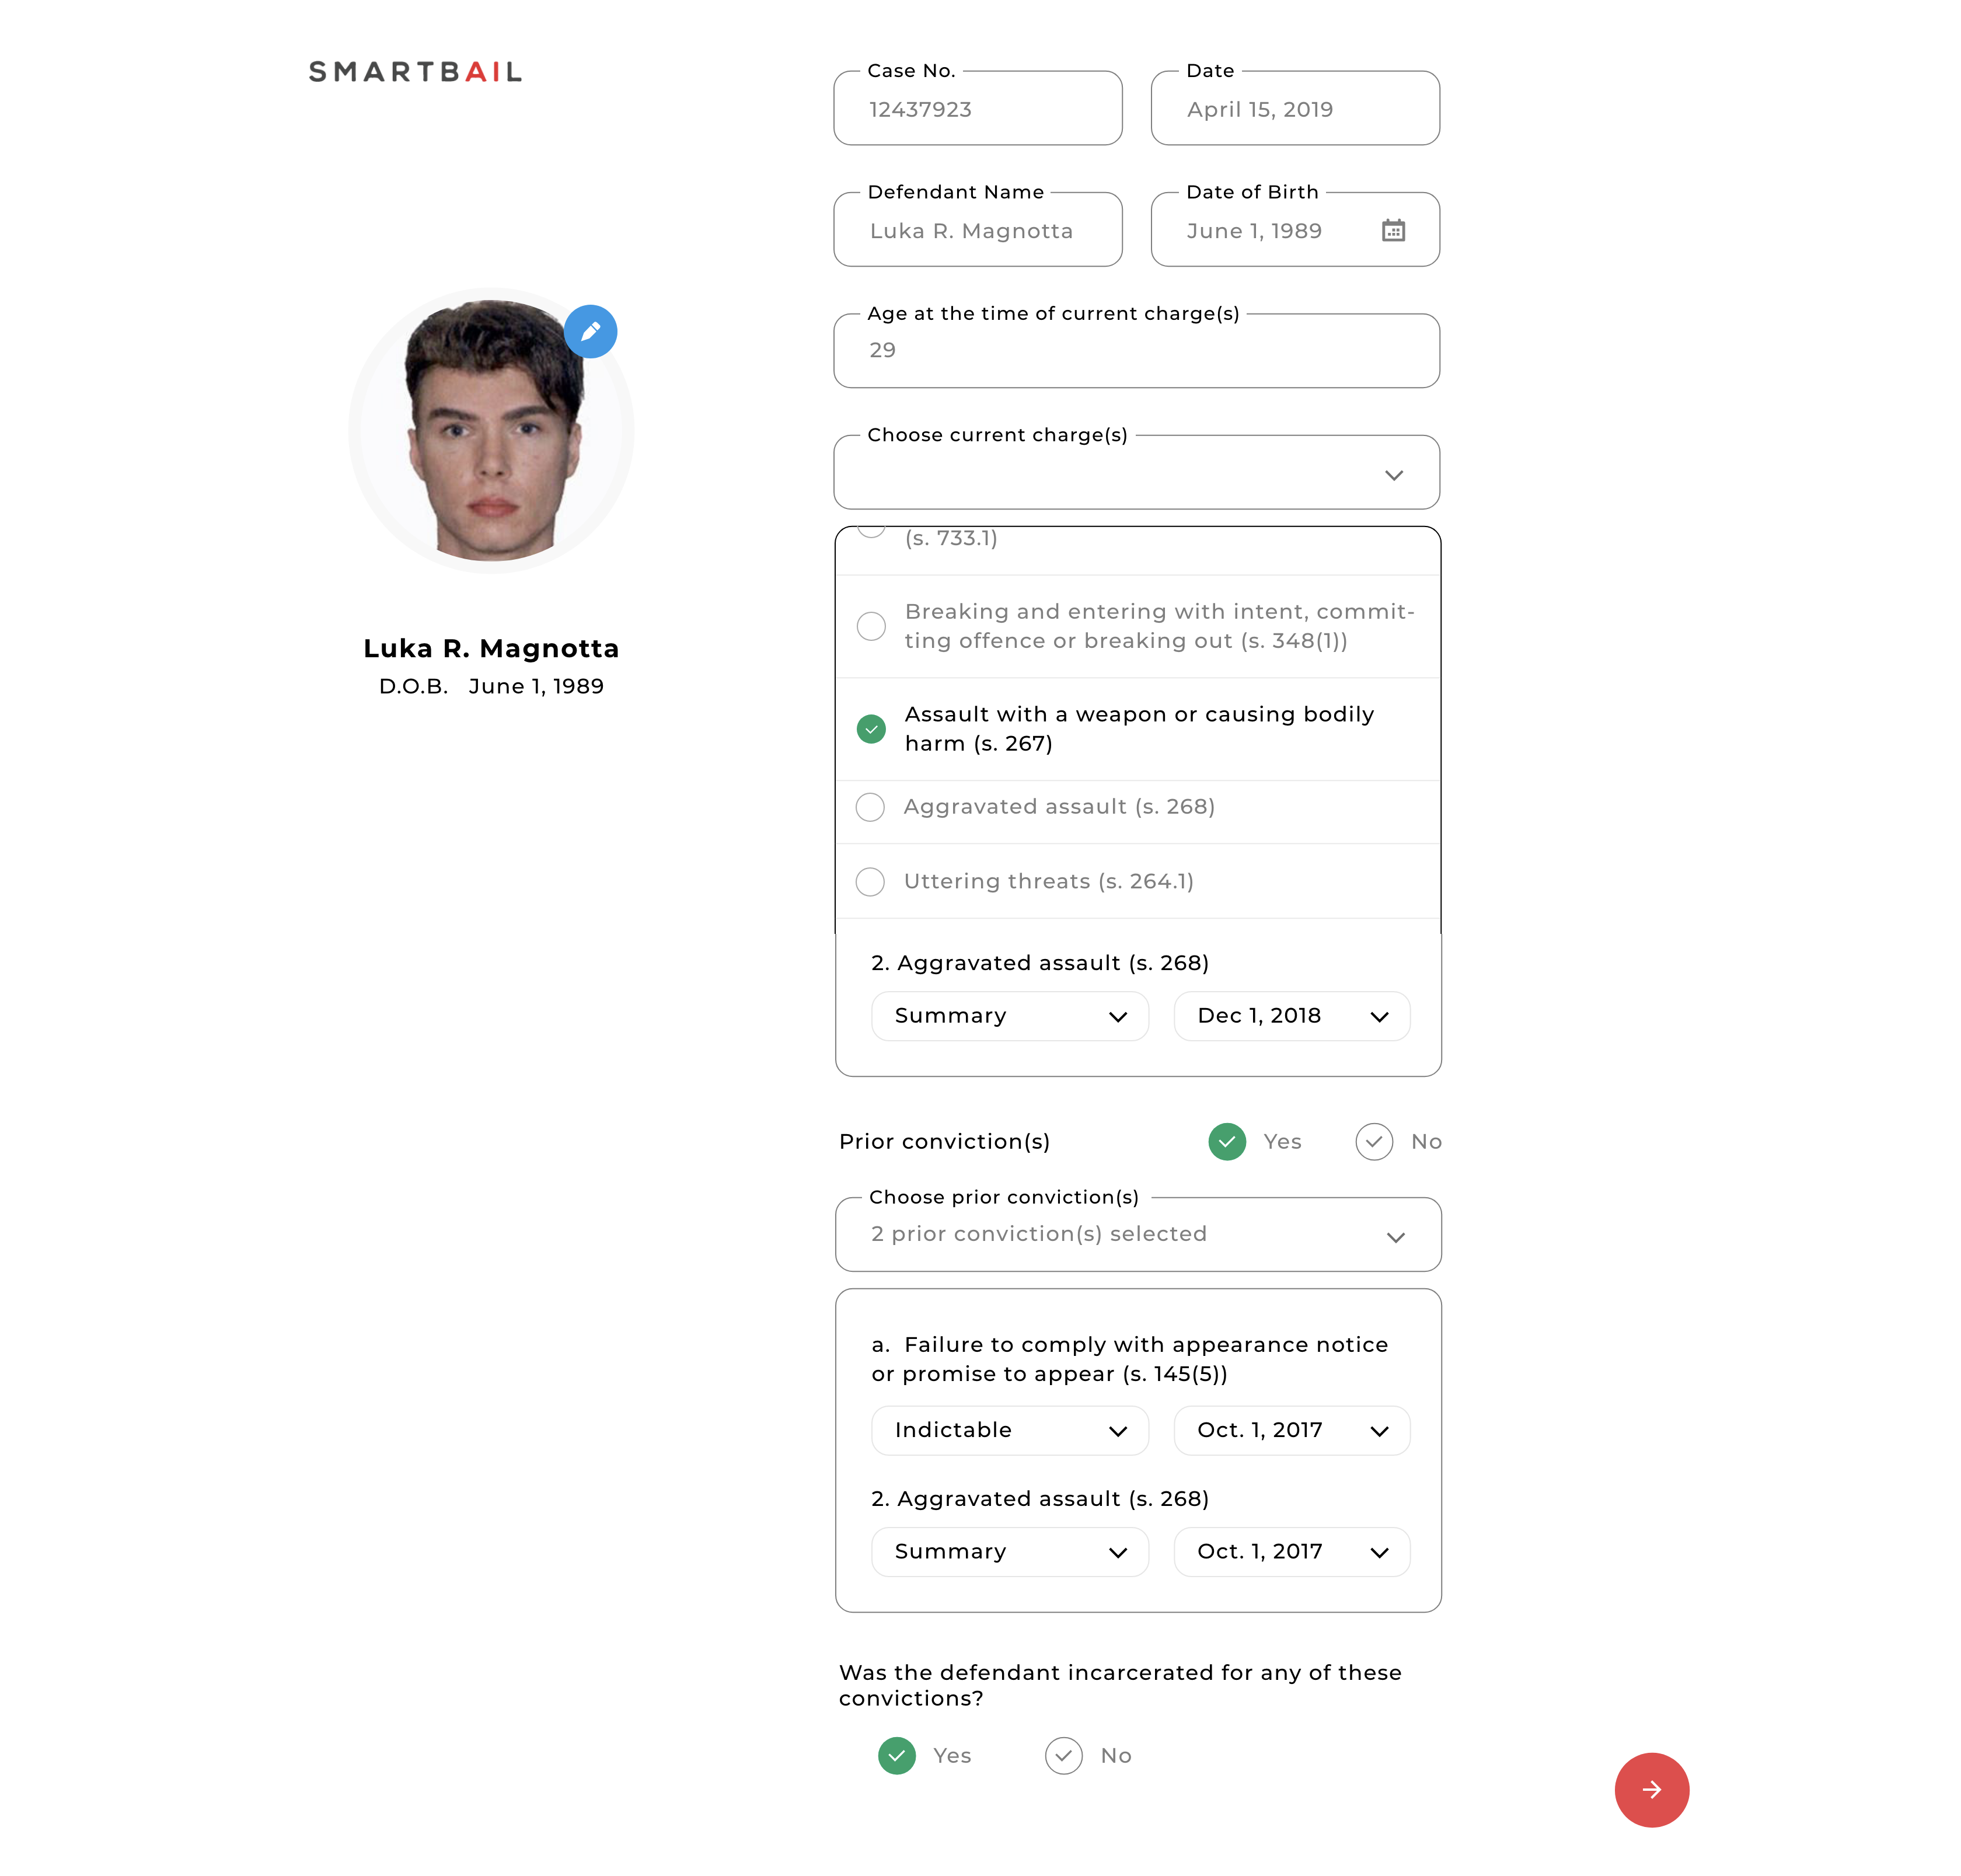 SMARTBAIL
Case No.
12437923
Date
April 15, 2019
Defendant Name
Luka R. Magnotta
Date of Birth
June 1, 1989
Age at the time of current charge(s)
29
Luka R. Magnotta
D.O.B. June 1, 1989
Choose current charge(s)
(s. 733.1)
Breaking and entering with intent, commit-
ting offence or breaking out (s. 348(1))
Assault with a weapon or causing bodily
harm (s. 267)
Aggravated assault (s. 268)
Uttering threats (s. 264.1)
2. Aggravated assault (s. 268)
Summary
Dec 1, 2018
Prior conviction(s)
Yes
No
Choose prior conviction(s)
2 prior conviction(s) selected
a. Failure to comply with appearance notice
or promise to appear (s. 145(5))
Indictable
Oct. 1, 2017
2. Aggravated assault (s. 268)
Summary
Oct. 1, 2017
Was the defendant incarcerated for any of these
convictions?
Yes
No